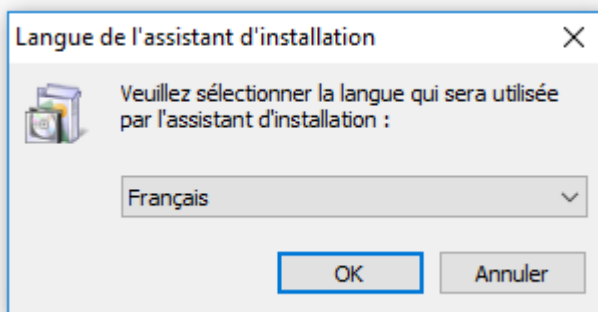 Langue de l'assistant d'installation
Veuillez sélectionner la langue qui sera utilisée
par l'assistant d'installation :
Français
OK
Annuler